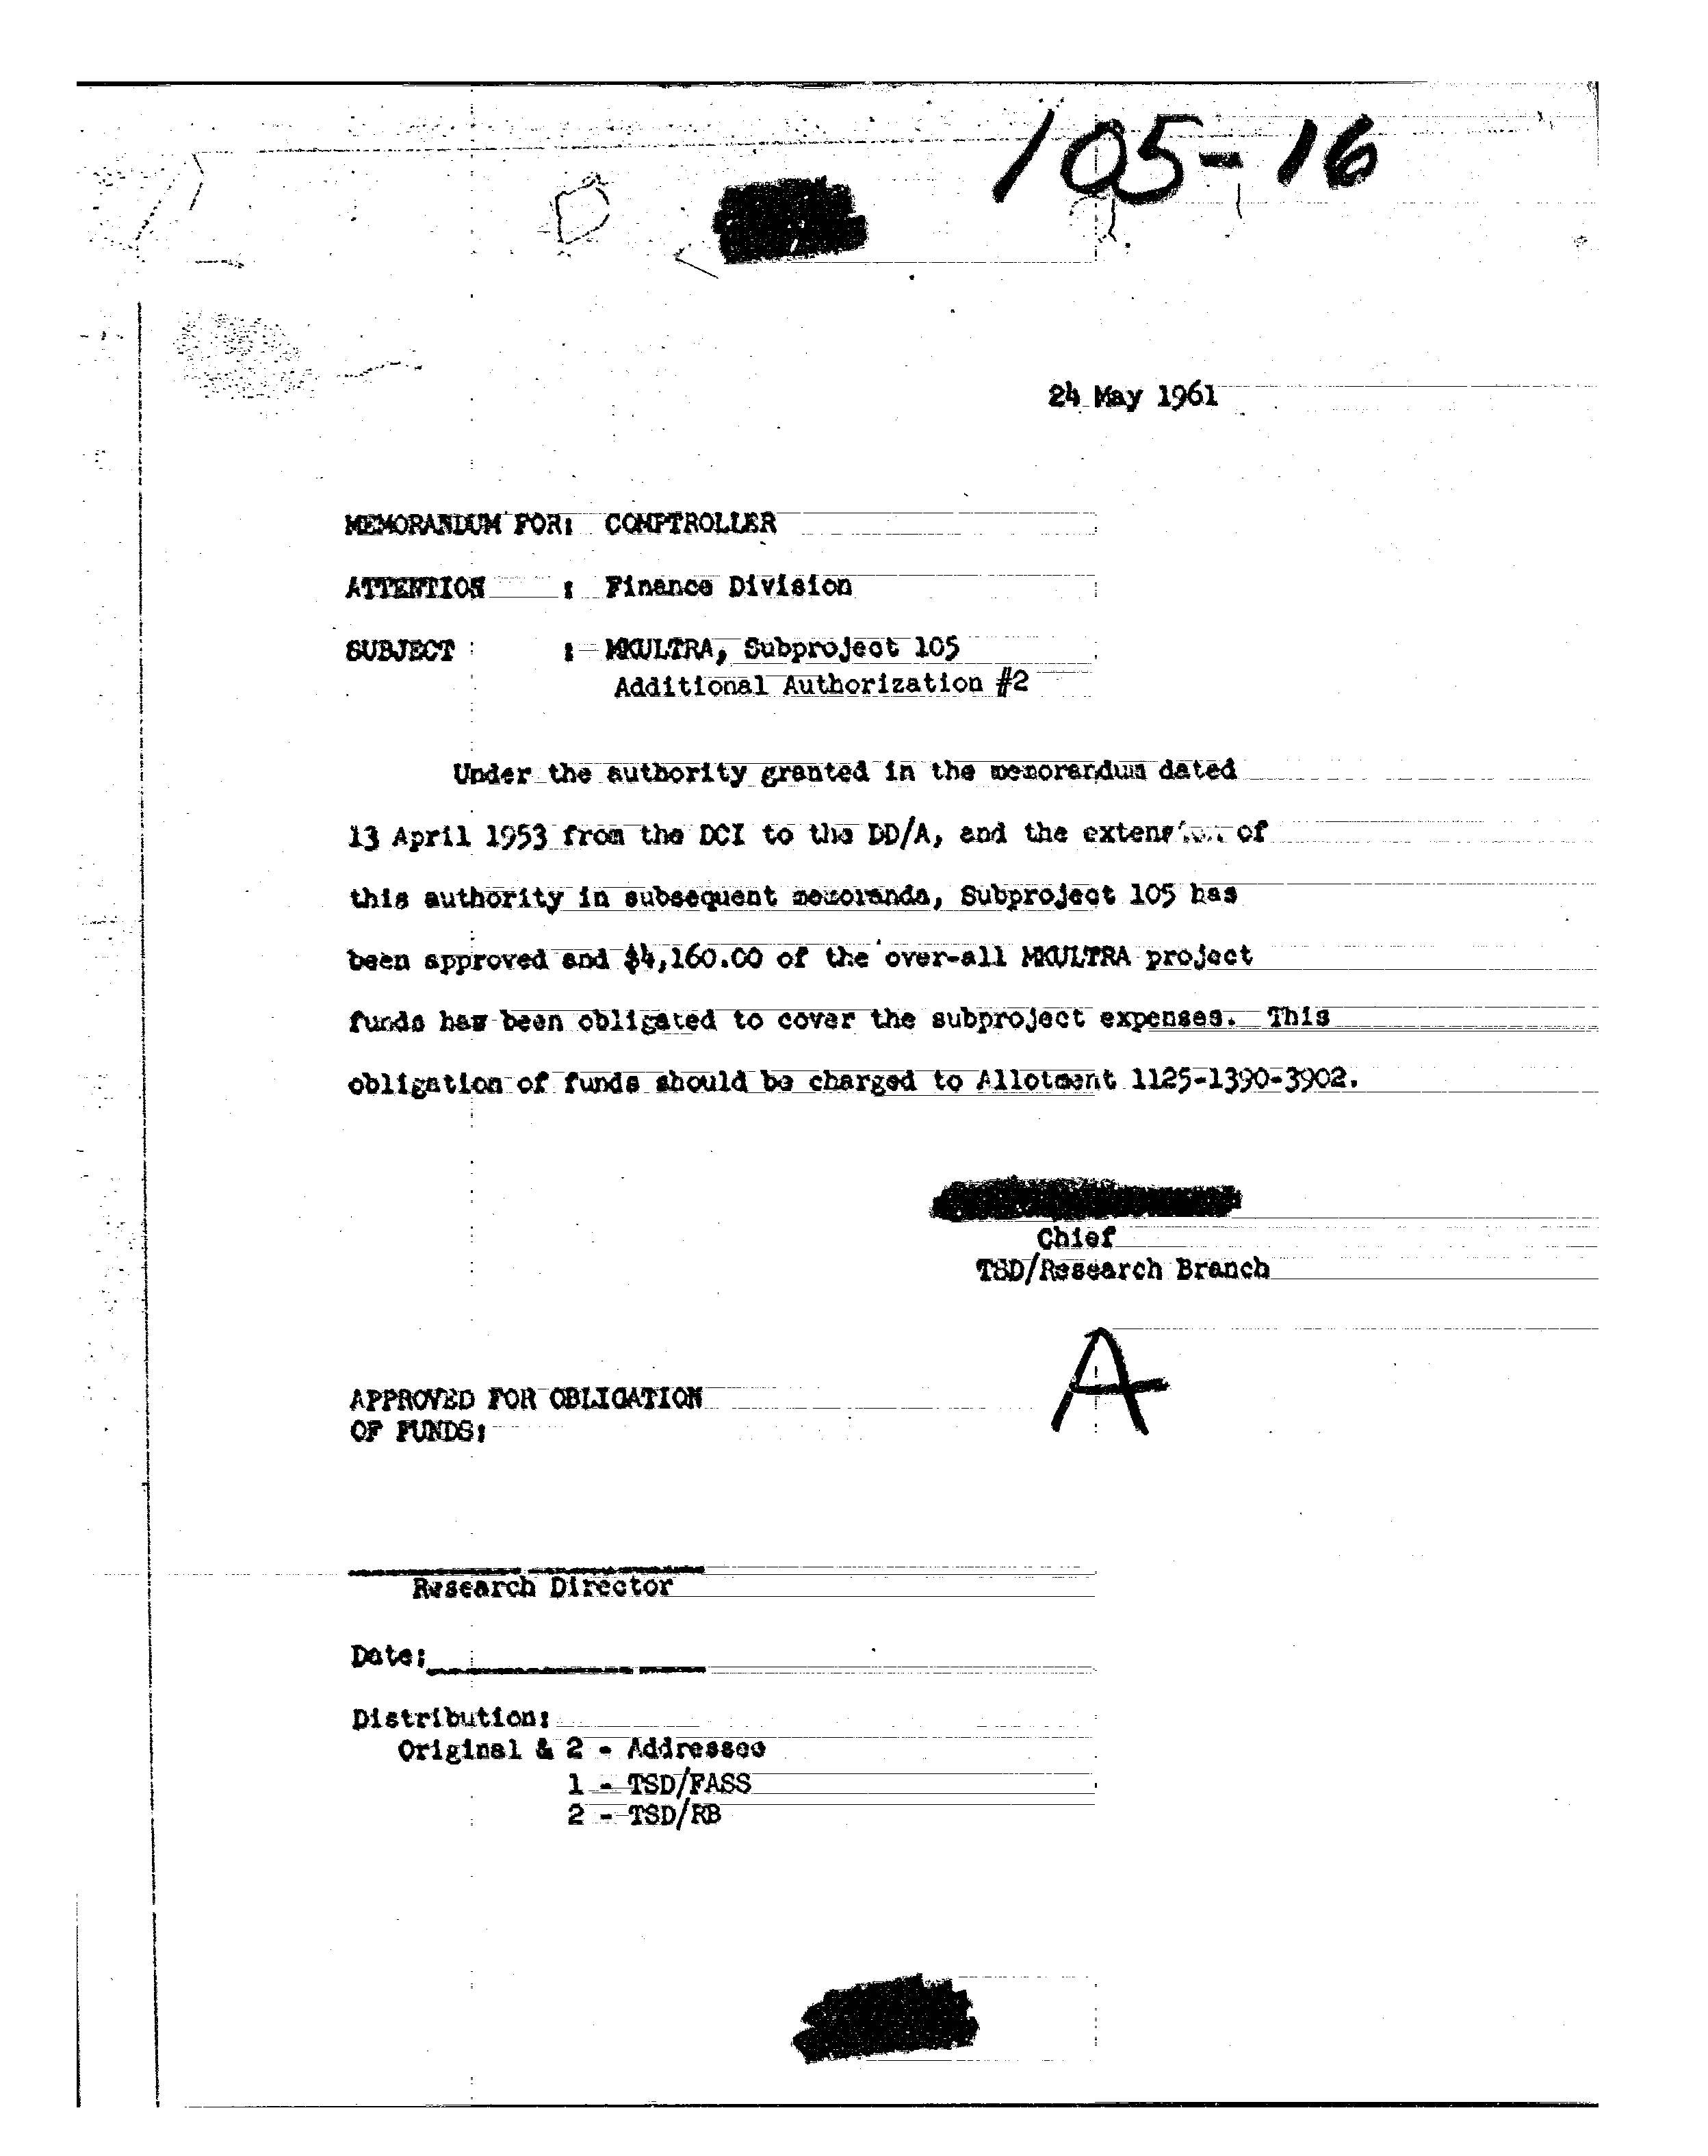 105-16
24 May 1961
MEMORANDUM FOR: COMPTROLLER
ATTENTION : Finance Division
SUBJECT : MKULTRA, Subproject 105
Additional Authorization #2
Under the authority granted in the memorandum dated
13 April 1953 from the DCI to the DD/A, and the extension of
this authority in subsequent memoranda, Subproject 105 has
been approved and $4,160.00 of the over-all MKULTRA project
funds has been obligated to cover the subproject expenses. This
obligation of funds should be charged to Allotment 1125-1390-3902.
Chief
TSD/Research Branch
A
APPROVED FOR OBLIGATION
OF FUNDS:
Research Director
Date:
Distribution:
Original & 2 - Addressee
1 - TSD/FASS
2 - TSD/RB